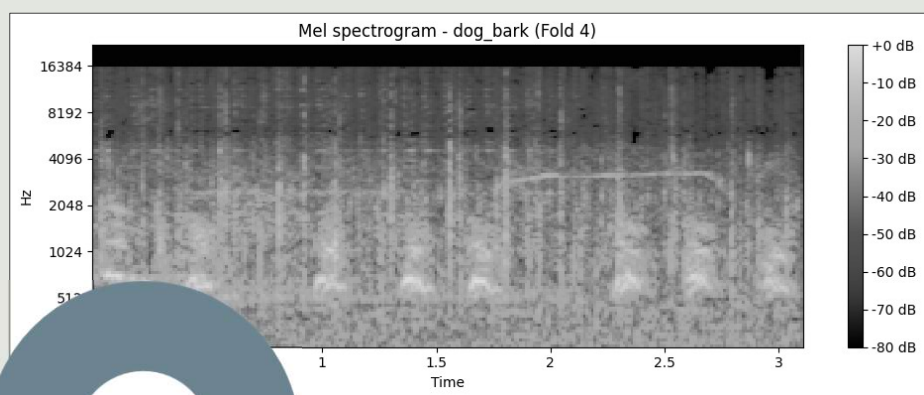 Mel spectrogram - dog_bark (Fold 4)
16384
8192
4096
2048
1024
Hz
1
1.5
2
2.5
3
Time
+0 dB
-10 dB
-20 dB
-30 dB
-40 dB
-50 dB
-60 dB
-70 dB
-80 dB